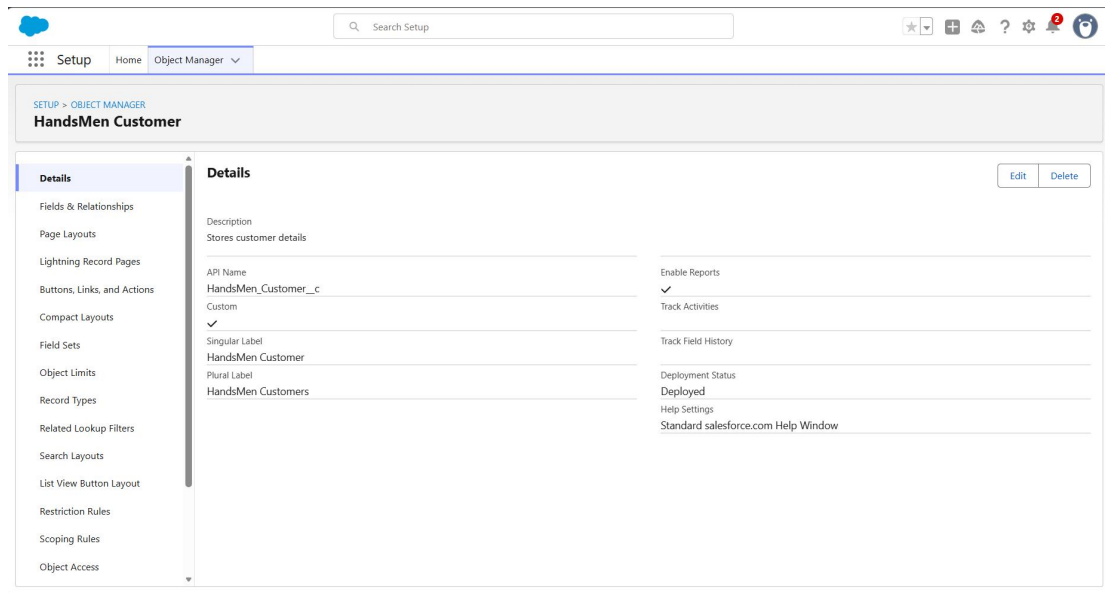 Search Setup
2
Setup
Home
Object Manager
SETUP > OBJECT MANAGER
HandsMen Customer
Details
Fields & Relationships
Page Layouts
Lightning Record Pages
Buttons, Links, and Actions
Compact Layouts
Field Sets
Object Limits
Record Types
Related Lookup Filters
Search Layouts
List View Button Layout
Restriction Rules
Scoping Rules
Object Access
Details
Edit
Delete
Description
Stores customer details
API Name
HandsMen_Customer__c
Custom
Singular Label
HandsMen Customer
Plural Label
HandsMen Customers
Enable Reports
Track Activities
Track Field History
Deployment Status
Deployed
Help Settings
Standard salesforce.com Help Window